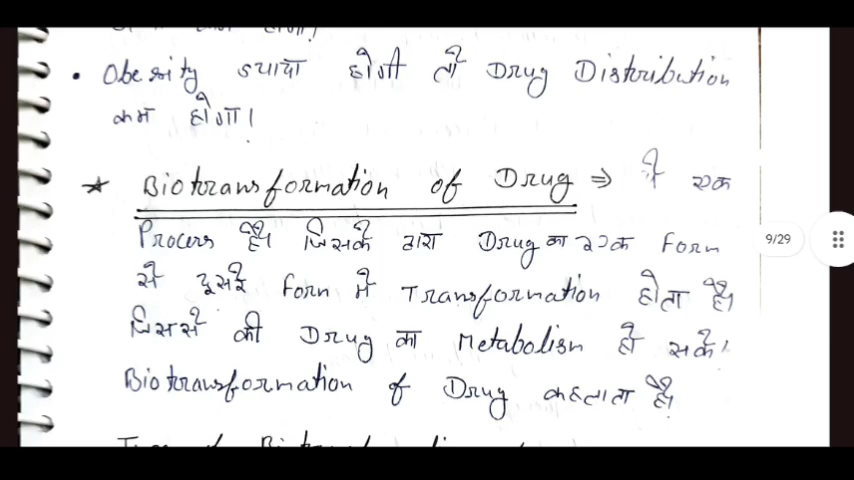 • Obesity ज्यादा होगी तो Drug Distribution
कम होगा।
* Biotransformation of Drug ⇒ ये एक
Process है। जिसके द्वारा Drug का एक Form
से दूसरे form में Transformation होता है।
जिससे की Drug का Metabolism हो सके।
Biotransformation of Drug कहलाता है।
9/29